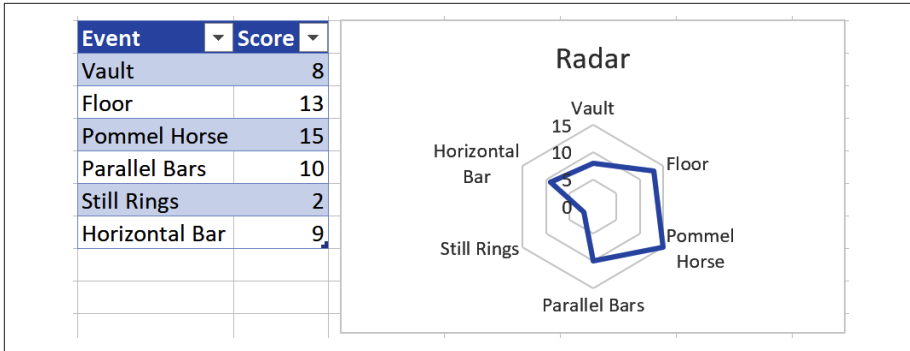 Event Score
Vault 8
Floor 13
Pommel Horse 15
Parallel Bars 10
Still Rings 2
Horizontal Bar 9
Radar
Vault
15
10
5
0
Floor
Pommel
Horse
Parallel Bars
Still Rings
Horizontal
Bar